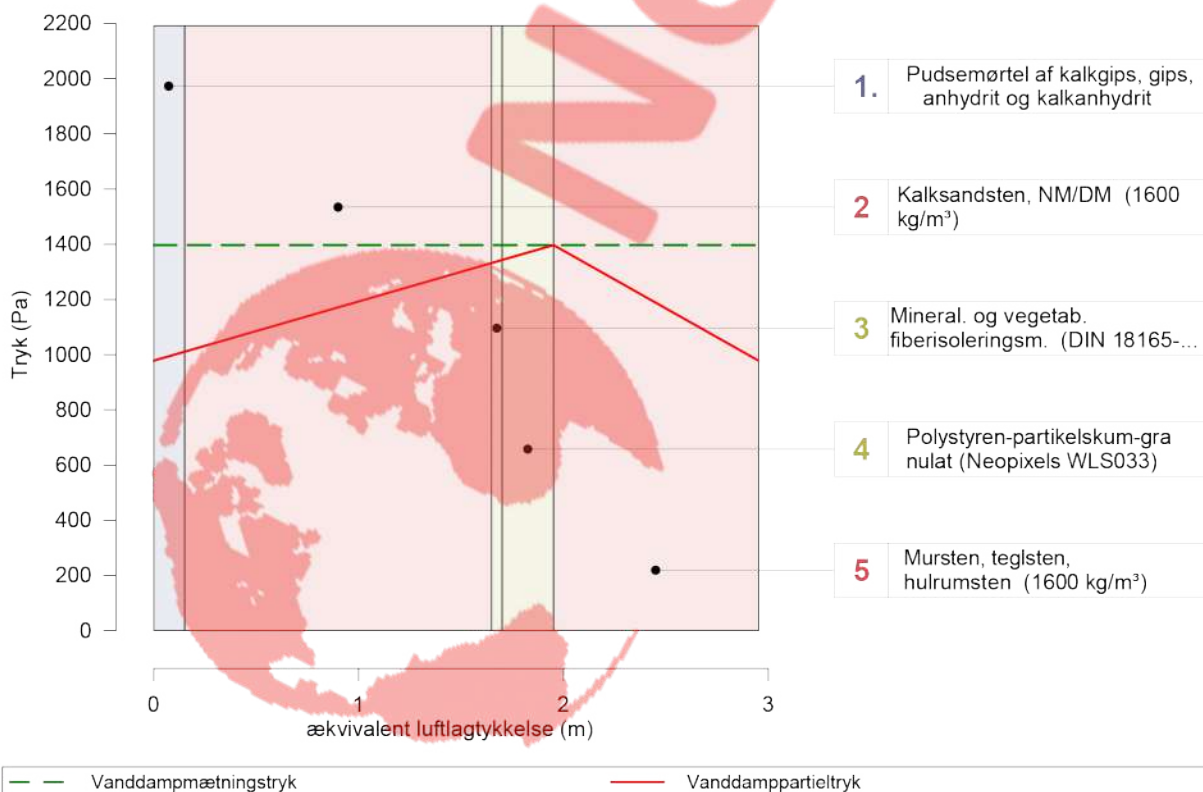 2200
2000
1800
1600
1400
1200
1000
800
600
400
200
0
Tryk (Pa)
0 1 2 3
ækvivalent luftlagtykkelse (m)
1. Pudsemørtel af kalkgips, gips,
anhydrit og kalkanhydrit
2 Kalksandsten, NM/DM (1600
kg/m³)
3 Mineral. og vegetab.
fiberisoleringsm. (DIN 18165-...
4 Polystyren-partikelskum-gra
nulat (Neopixels WLS033)
5 Mursten, teglsten,
hulrumsten (1600 kg/m³)
Vanddampmætningstryk Vanddamppartieltryk